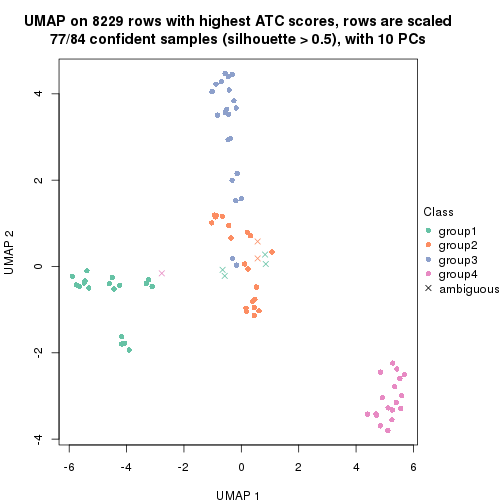 UMAP on 8229 rows with highest ATC scores, rows are scaled
77/84 confident samples (silhouette > 0.5), with 10 PCs
4
2
0
-2
-4
UMAP 2
-6
-4
-2
0
2
4
6
UMAP 1
Class
group1
group2
group3
group4
ambiguous